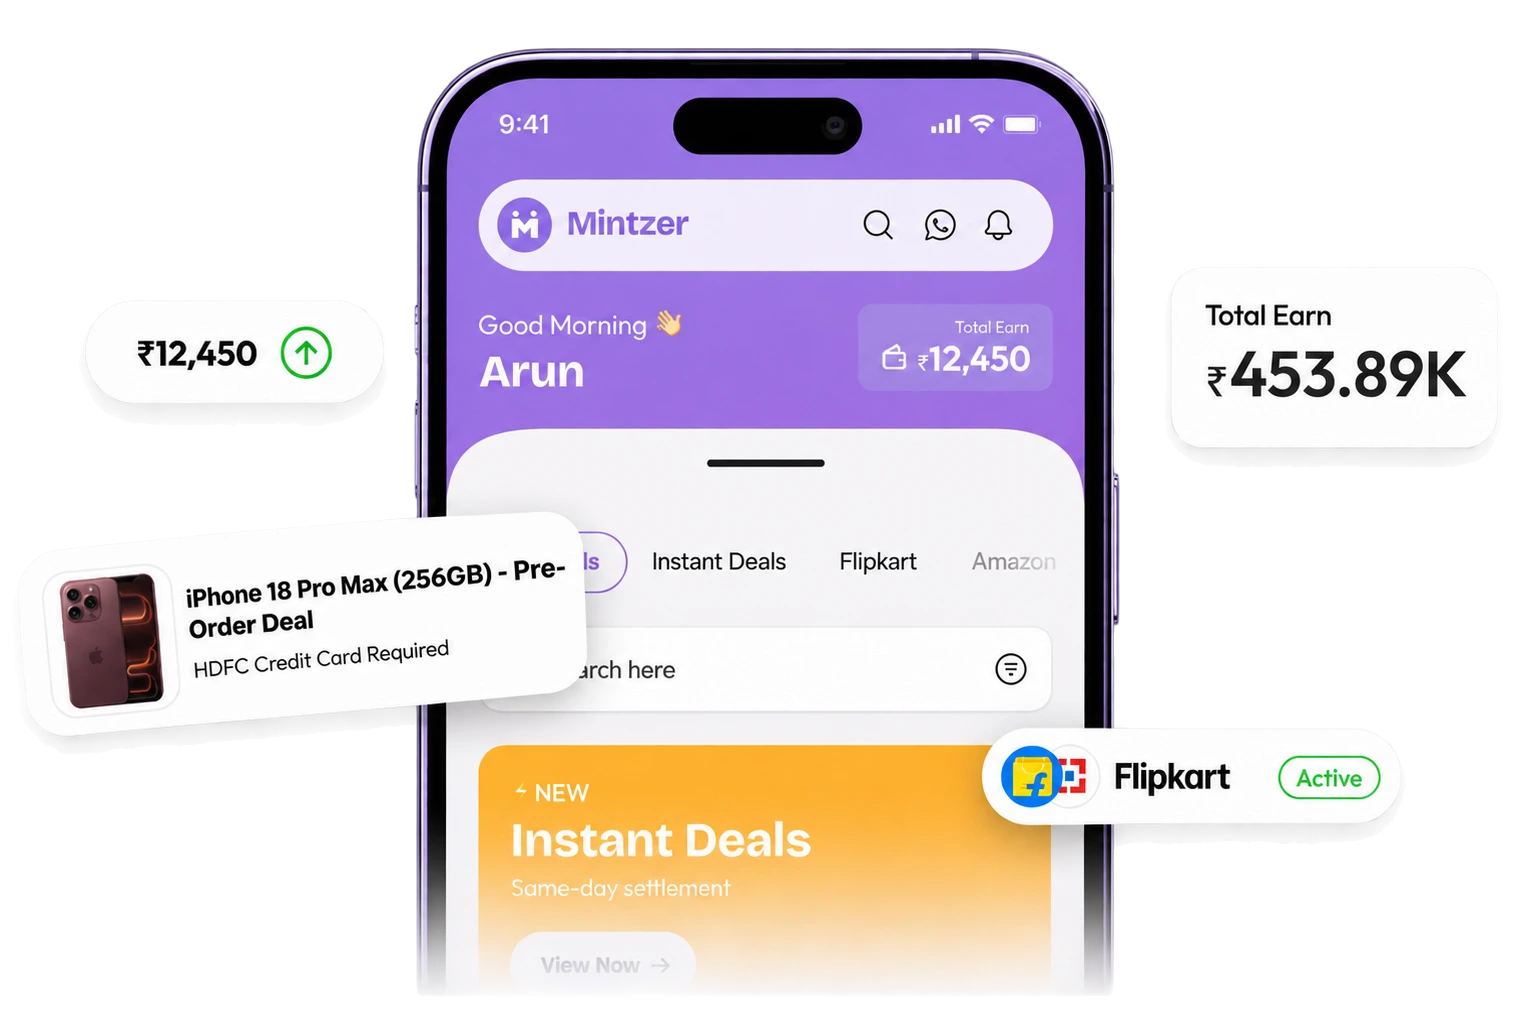 9:41
Mintzer
Good Morning 👋
Arun
Total Earn
₹12,450
₹12,450
Total Earn
₹453.89K
iPhone 18 Pro Max (256GB) - Pre-
Order Deal
HDFC Credit Card Required
ls
Instant Deals
Flipkart
Amazon
arch here
Flipkart
Active
NEW
Instant Deals
Same-day settlement
View Now →